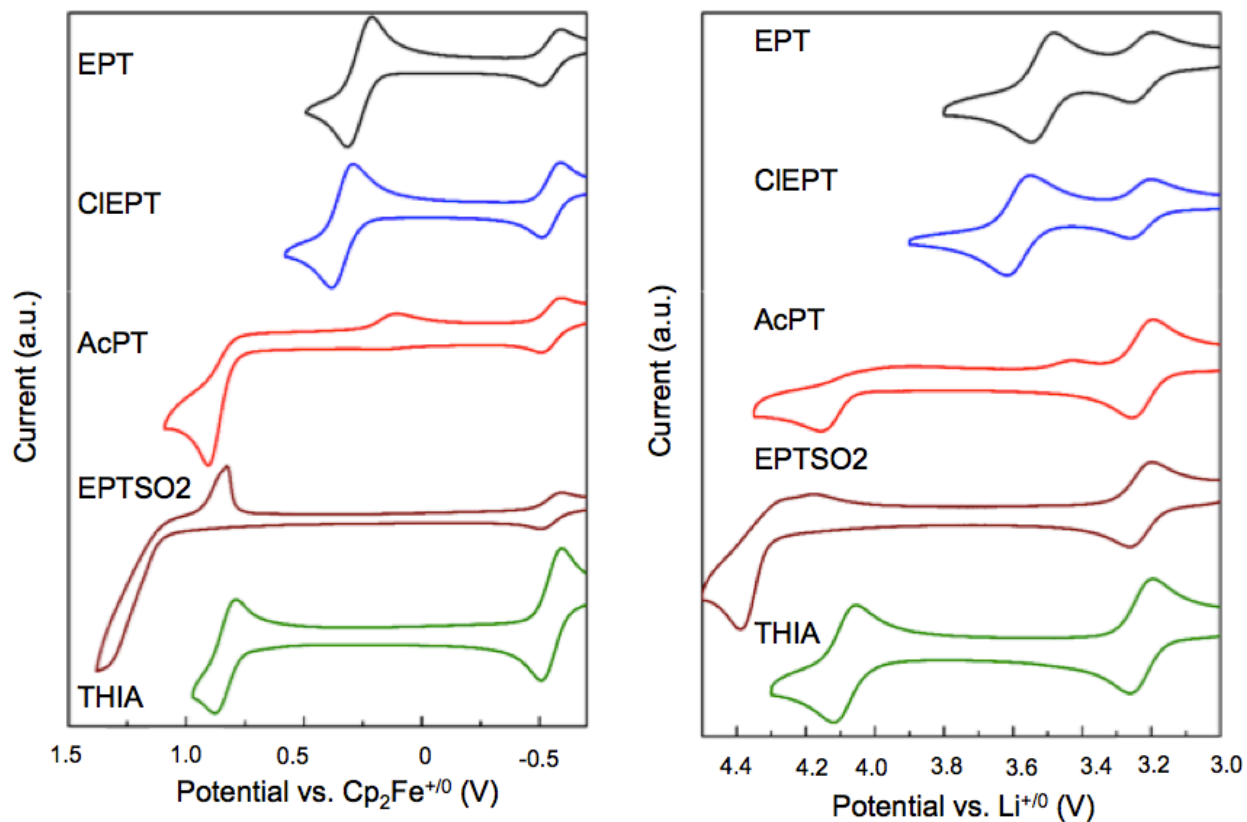 EPT
ClEPT
AcPT
EPTSO2
THIA
Current (a.u.)
1.5 1.0 0.5 0 -0.5
Potential vs. Cp₂Fe⁺/⁰ (V)
EPT
ClEPT
AcPT
EPTSO2
THIA
Current (a.u.)
4.4 4.2 4.0 3.8 3.6 3.4 3.2 3.0
Potential vs. Li⁺/⁰ (V)